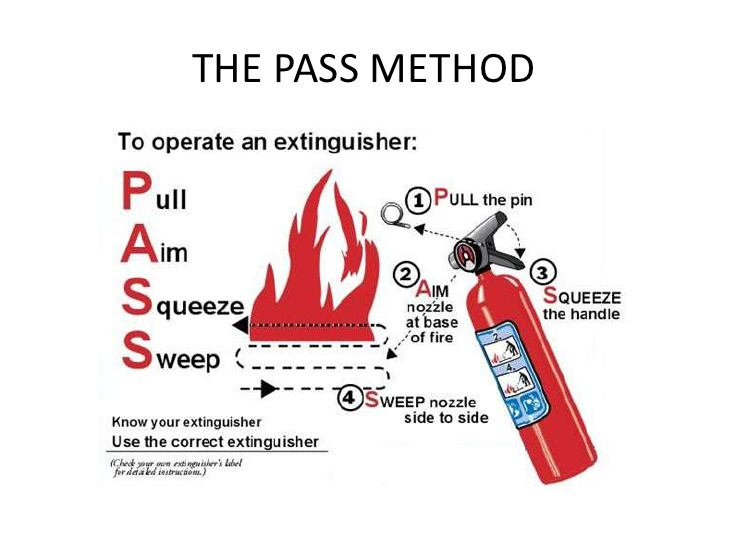 THE PASS METHOD
To operate an extinguisher:
Pull
Aim
Squeeze
Sweep
1 PULL the pin
2 AIM
nozzle
at base
of fire
3 SQUEEZE
the handle
4 SWEEP nozzle
side to side
Know your extinguisher
Use the correct extinguisher
(Check your own extinguisher's label
for detailed instructions.)
2.
4.